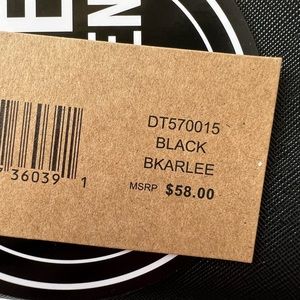 DT570015
BLACK
BKARLEE
MSRP $58.00
36039 1